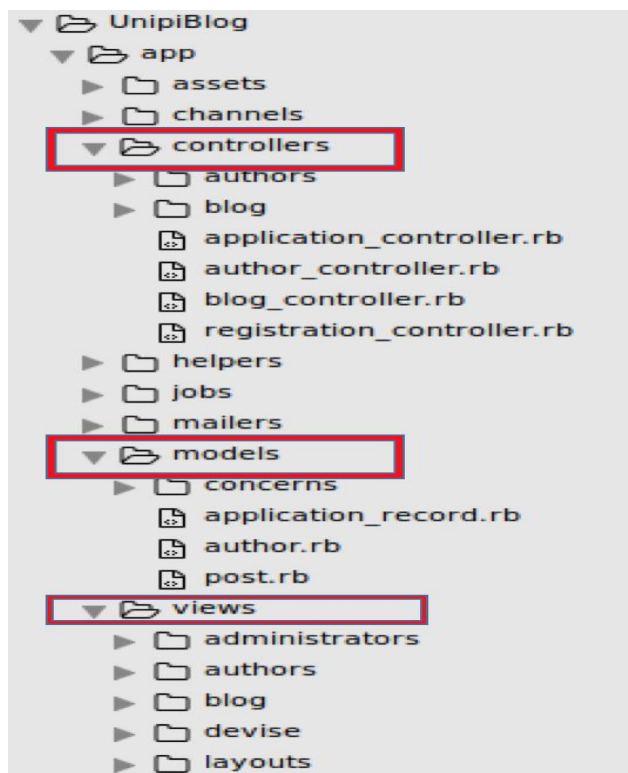 UnipiBlog
app
assets
channels
controllers
authors
blog
application_controller.rb
author_controller.rb
blog_controller.rb
registration_controller.rb
helpers
jobs
mailers
models
concerns
application_record.rb
author.rb
post.rb
views
administrators
authors
blog
devise
layouts